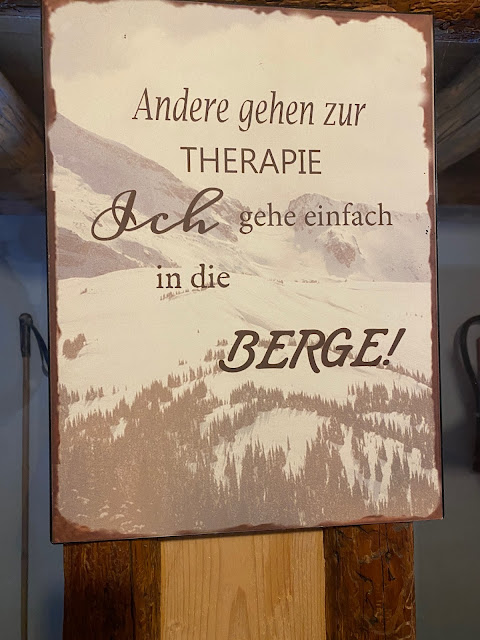 Andere gehen zur
THERAPIE
Ich gehe einfach
in die
BERGE!